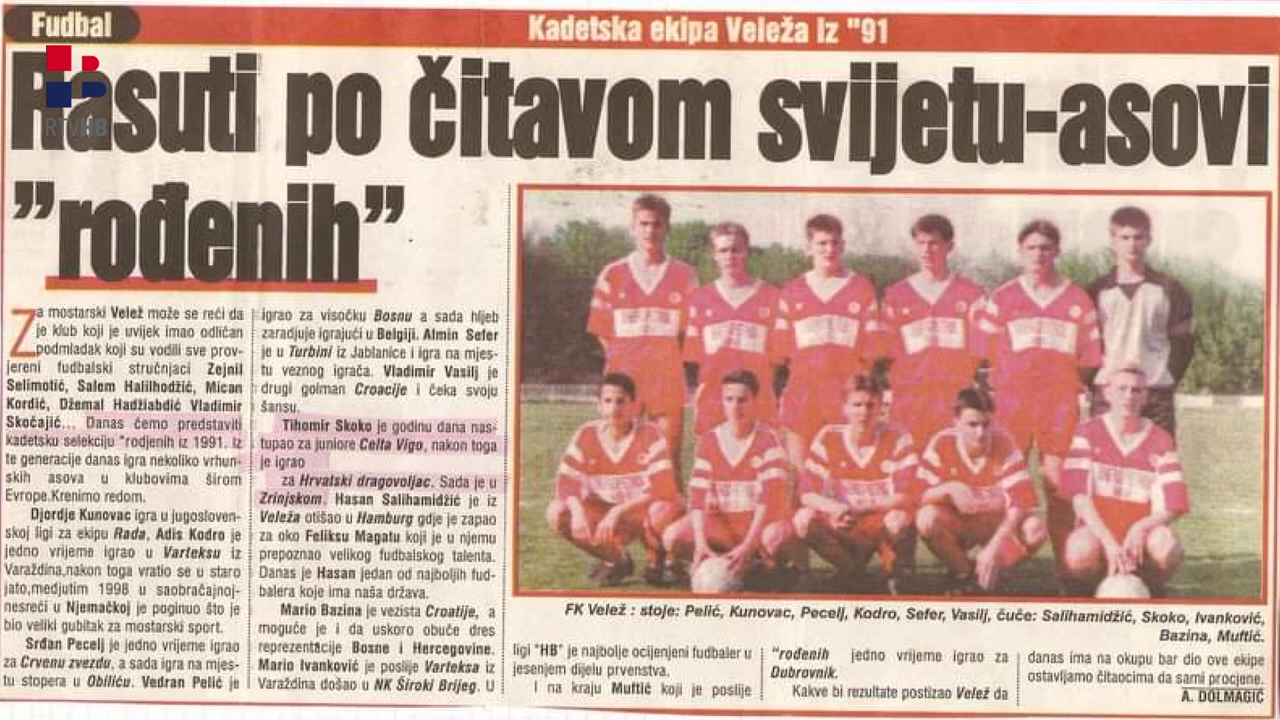 Fudbal
Kadetska ekipa Veleža iz "91
Rasuti po čitavom svijetu-asovi
"rođenih"
RTVHB
Za mostarski Velež može se reći da
je klub koji je uvijek imao odličan
podmladak koji su vodili sve prov-
jereni fudbalski stručnjaci Zejnil
Selimotić, Salem Halilhodžić, Mican
Kordić, Džemal Hadžiabdić Vladimir
Skočajić... Danas ćemo predstaviti
kadetsku selekciju "rodjenih iz 1991. Iz
te generacije danas igra nekoliko vrhun-
skih asova u klubovima širom
Evrope.Krenimo redom.
Djordje Kunovac igra u jugosloven-
skoj ligi za ekipu Rada, Adis Kodro je
jedno vrijeme igrao u Varteksu iz
Varaždina,nakon toga vratio se u staro
jato,medjutim 1998 u saobraćajnoj-
nesreći u Njemačkoj je poginuo što je
bio veliki gubitak za mostarski sport.
Srđan Pecelj je jedno vrijeme igrao
za Crvenu zvezdu, a sada igra na mjes-
tu stopera u Obiliću. Vedran Pelić je
igrao za visočku Bosnu a sada hljeb
zaradjuje igrajući u Belgiji. Almin Sefer
je u Turbini iz Jablanice i igra na mjes-
tu veznog igrača. Vladimir Vasilj je
drugi golman Croacije i čeka svoju
šansu.
Tihomir Skoko je godinu dana nas-
tupao za juniore Celta Vigo, nakon toga
je igrao
za Hrvatski dragovoljac. Sada je u
Zrinjskom. Hasan Salihamidžić je iz
Veleža otišao u Hamburg gdje je zapao
za oko Feliksu Magatu koji je u njemu
prepoznao velikog fudbalskog talenta.
Danas je Hasan jedan od najboljih fud-
balera koje ima naša država.
Mario Bazina je vezista Croatije, a
moguće je i da uskoro obuče dres
reprezentacije Bosne i Hercegovine.
Mario Ivanković je poslije Varteksa iz
Varaždina došao u NK Široki Brijeg. U
FK Velež : stoje: Pelić, Kunovac, Pecelj, Kodro, Sefer, Vasilj, čuče: Salihamidžić, Skoko, Ivanković,
Bazina, Muftić.
ligi "HB" je najbolje ocijenjeni fudbaler u
jesenjem dijelu prvenstva.
I na kraju Muftić koji je poslije
"rođenih jedno vrijeme igrao za
Dubrovnik.
Kakve bi rezultate postizao Velež da
danas ima na okupu bar dio ove ekipe
ostavljamo čitaocima da sami procjene.
A. DOLMAGIĆ